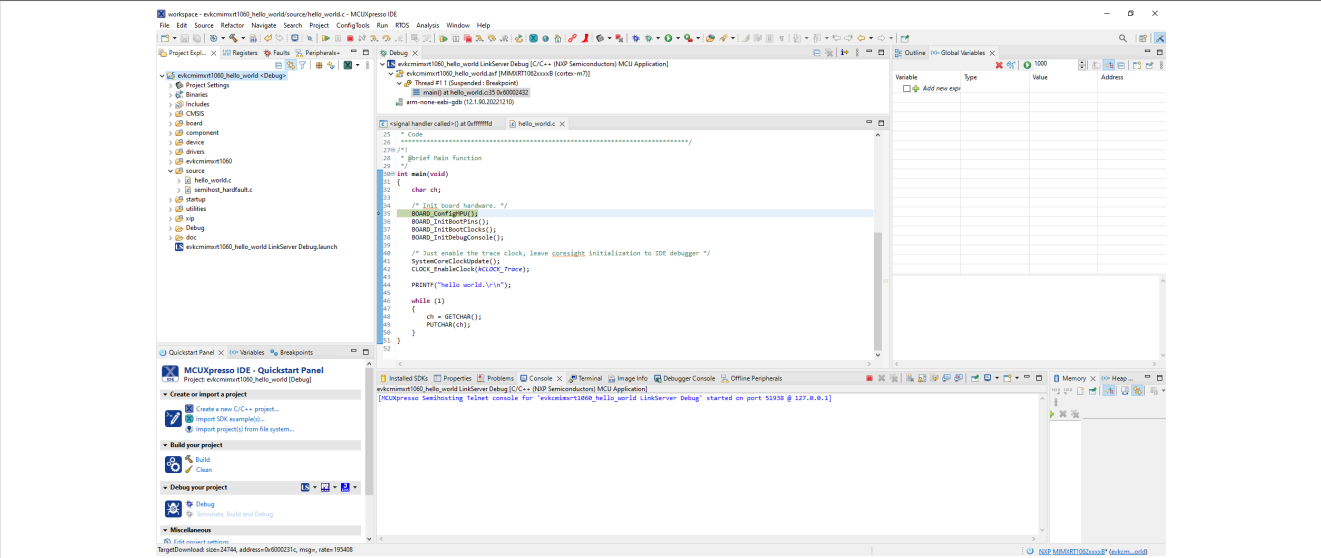 workspace - evkcmimxrt1060_hello_world/source/hello_world.c - MCUXpresso IDE
File Edit Source Refactor Navigate Search Project ConfigTools Run RTOS Analysis Window Help
Project Expl... Registers Faults Peripherals+
evkcmimxrt1060_hello_world <Debug>
Project Settings
Binaries
Includes
CMSIS
board
component
device
drivers
evkcmimxrt1060
source
hello_world.c
semihost_hardfault.c
startup
utilities
xip
Debug
doc
evkcmimxrt1060_hello_world LinkServer Debug.launch
Debug
evkcmimxrt1060_hello_world LinkServer Debug [C/C++ (NXP Semiconductors) MCU Application]
evkcmimxrt1060_hello_world.axf [MIMXRT1062xxxxB (cortex-m7)]
Thread #1 1 (Suspended : Breakpoint)
main() at hello_world.c:35 0x60002432
arm-none-eabi-gdb (12.1.90.20221210)
<signal handler called>() at 0xfffffffd hello_world.c
25 * Code
26 ******************************************************************************/
27 /*!
28 * @brief Main function
29 */
30 int main(void)
31 {
32 char ch;
33
34 /* Init board hardware. */
35 BOARD_ConfigMPU();
36 BOARD_InitBootPins();
37 BOARD_InitBootClocks();
38 BOARD_InitDebugConsole();
39
40 /* Just enable the trace clock, leave coresight initialization to IDE debugger */
41 SystemCoreClockUpdate();
42 CLOCK_EnableClock(kCLOCK_Trace);
43
44 PRINTF("hello world.\r\n");
45
46 while (1)
47 {
48 ch = GETCHAR();
49 PUTCHAR(ch);
50 }
51 }
52
Outline Global Variables
1000
Variable Type Value Address
Add new expr
Quickstart Panel Variables Breakpoints
MCUXpresso IDE - Quickstart Panel
Project: evkcmimxrt1060_hello_world [Debug]
Create or import a project
Create a new C/C++ project...
Import SDK example(s)...
Import project(s) from file system...
Build your project
Build
Clean
Debug your project
Debug
Terminate, Build and Debug
Miscellaneous
Edit project settings
Installed SDKs Properties Problems Console Terminal Image Info Debugger Console Offline Peripherals
evkcmimxrt1060_hello_world LinkServer Debug [C/C++ (NXP Semiconductors) MCU Application]
[MCUXpresso Semihosting Telnet console for 'evkcmimxrt1060_hello_world LinkServer Debug' started on port 51938 @ 127.0.0.1]
Memory Heap...
TargetDownload: size=24744, address=0x6000231c, msg=, rate=195408
NXP MIMXRT1062xxxxB* (evkcm...orld)